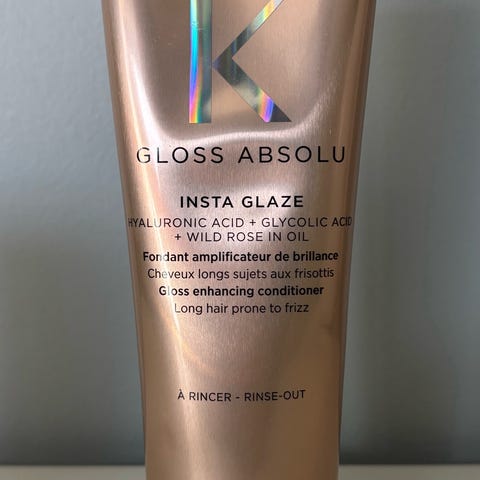 K
GLOSS ABSOLU
INSTA GLAZE
HYALURONIC ACID + GLYCOLIC ACID
+ WILD ROSE IN OIL
Fondant amplificateur de brillance
Cheveux longs sujets aux frisottis
Gloss enhancing conditioner
Long hair prone to frizz
À RINCER - RINSE-OUT